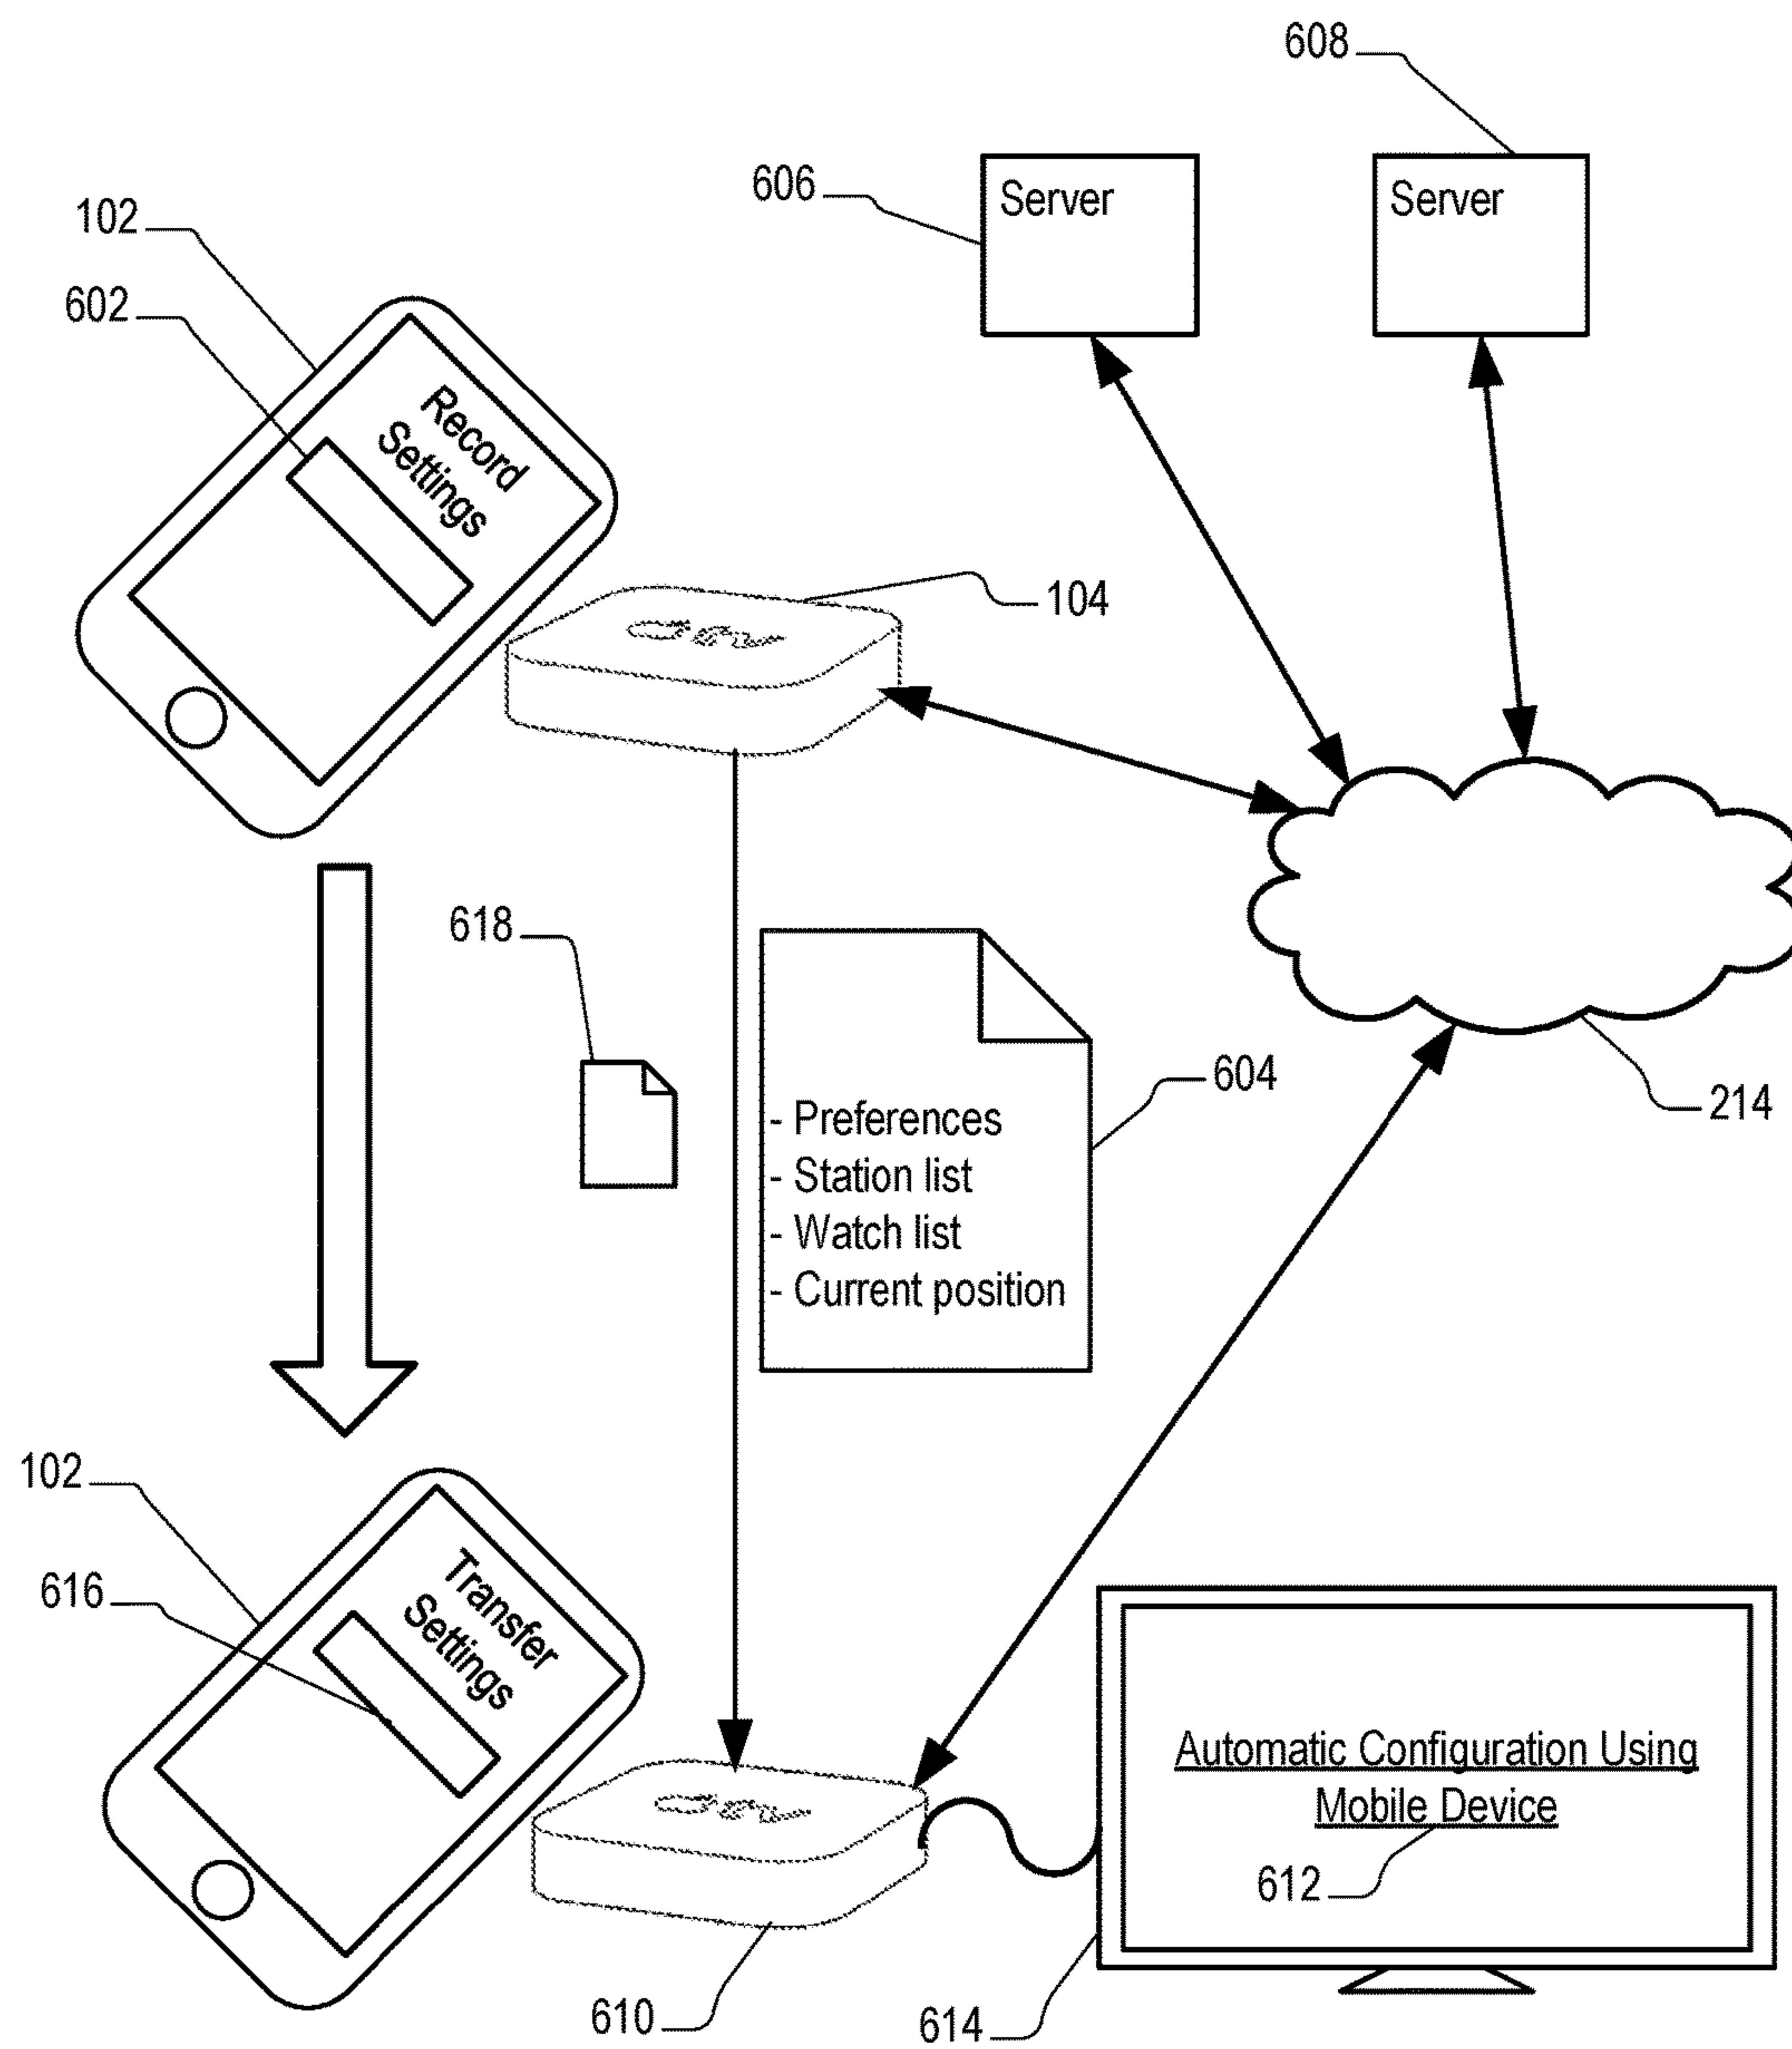 608
606
Server
Server
102
602
Record
Settings
104
618
604
214
- Preferences
- Station list
- Watch list
- Current position
102
616
Transfer
Settings
Automatic Configuration Using
Mobile Device
612
610
614